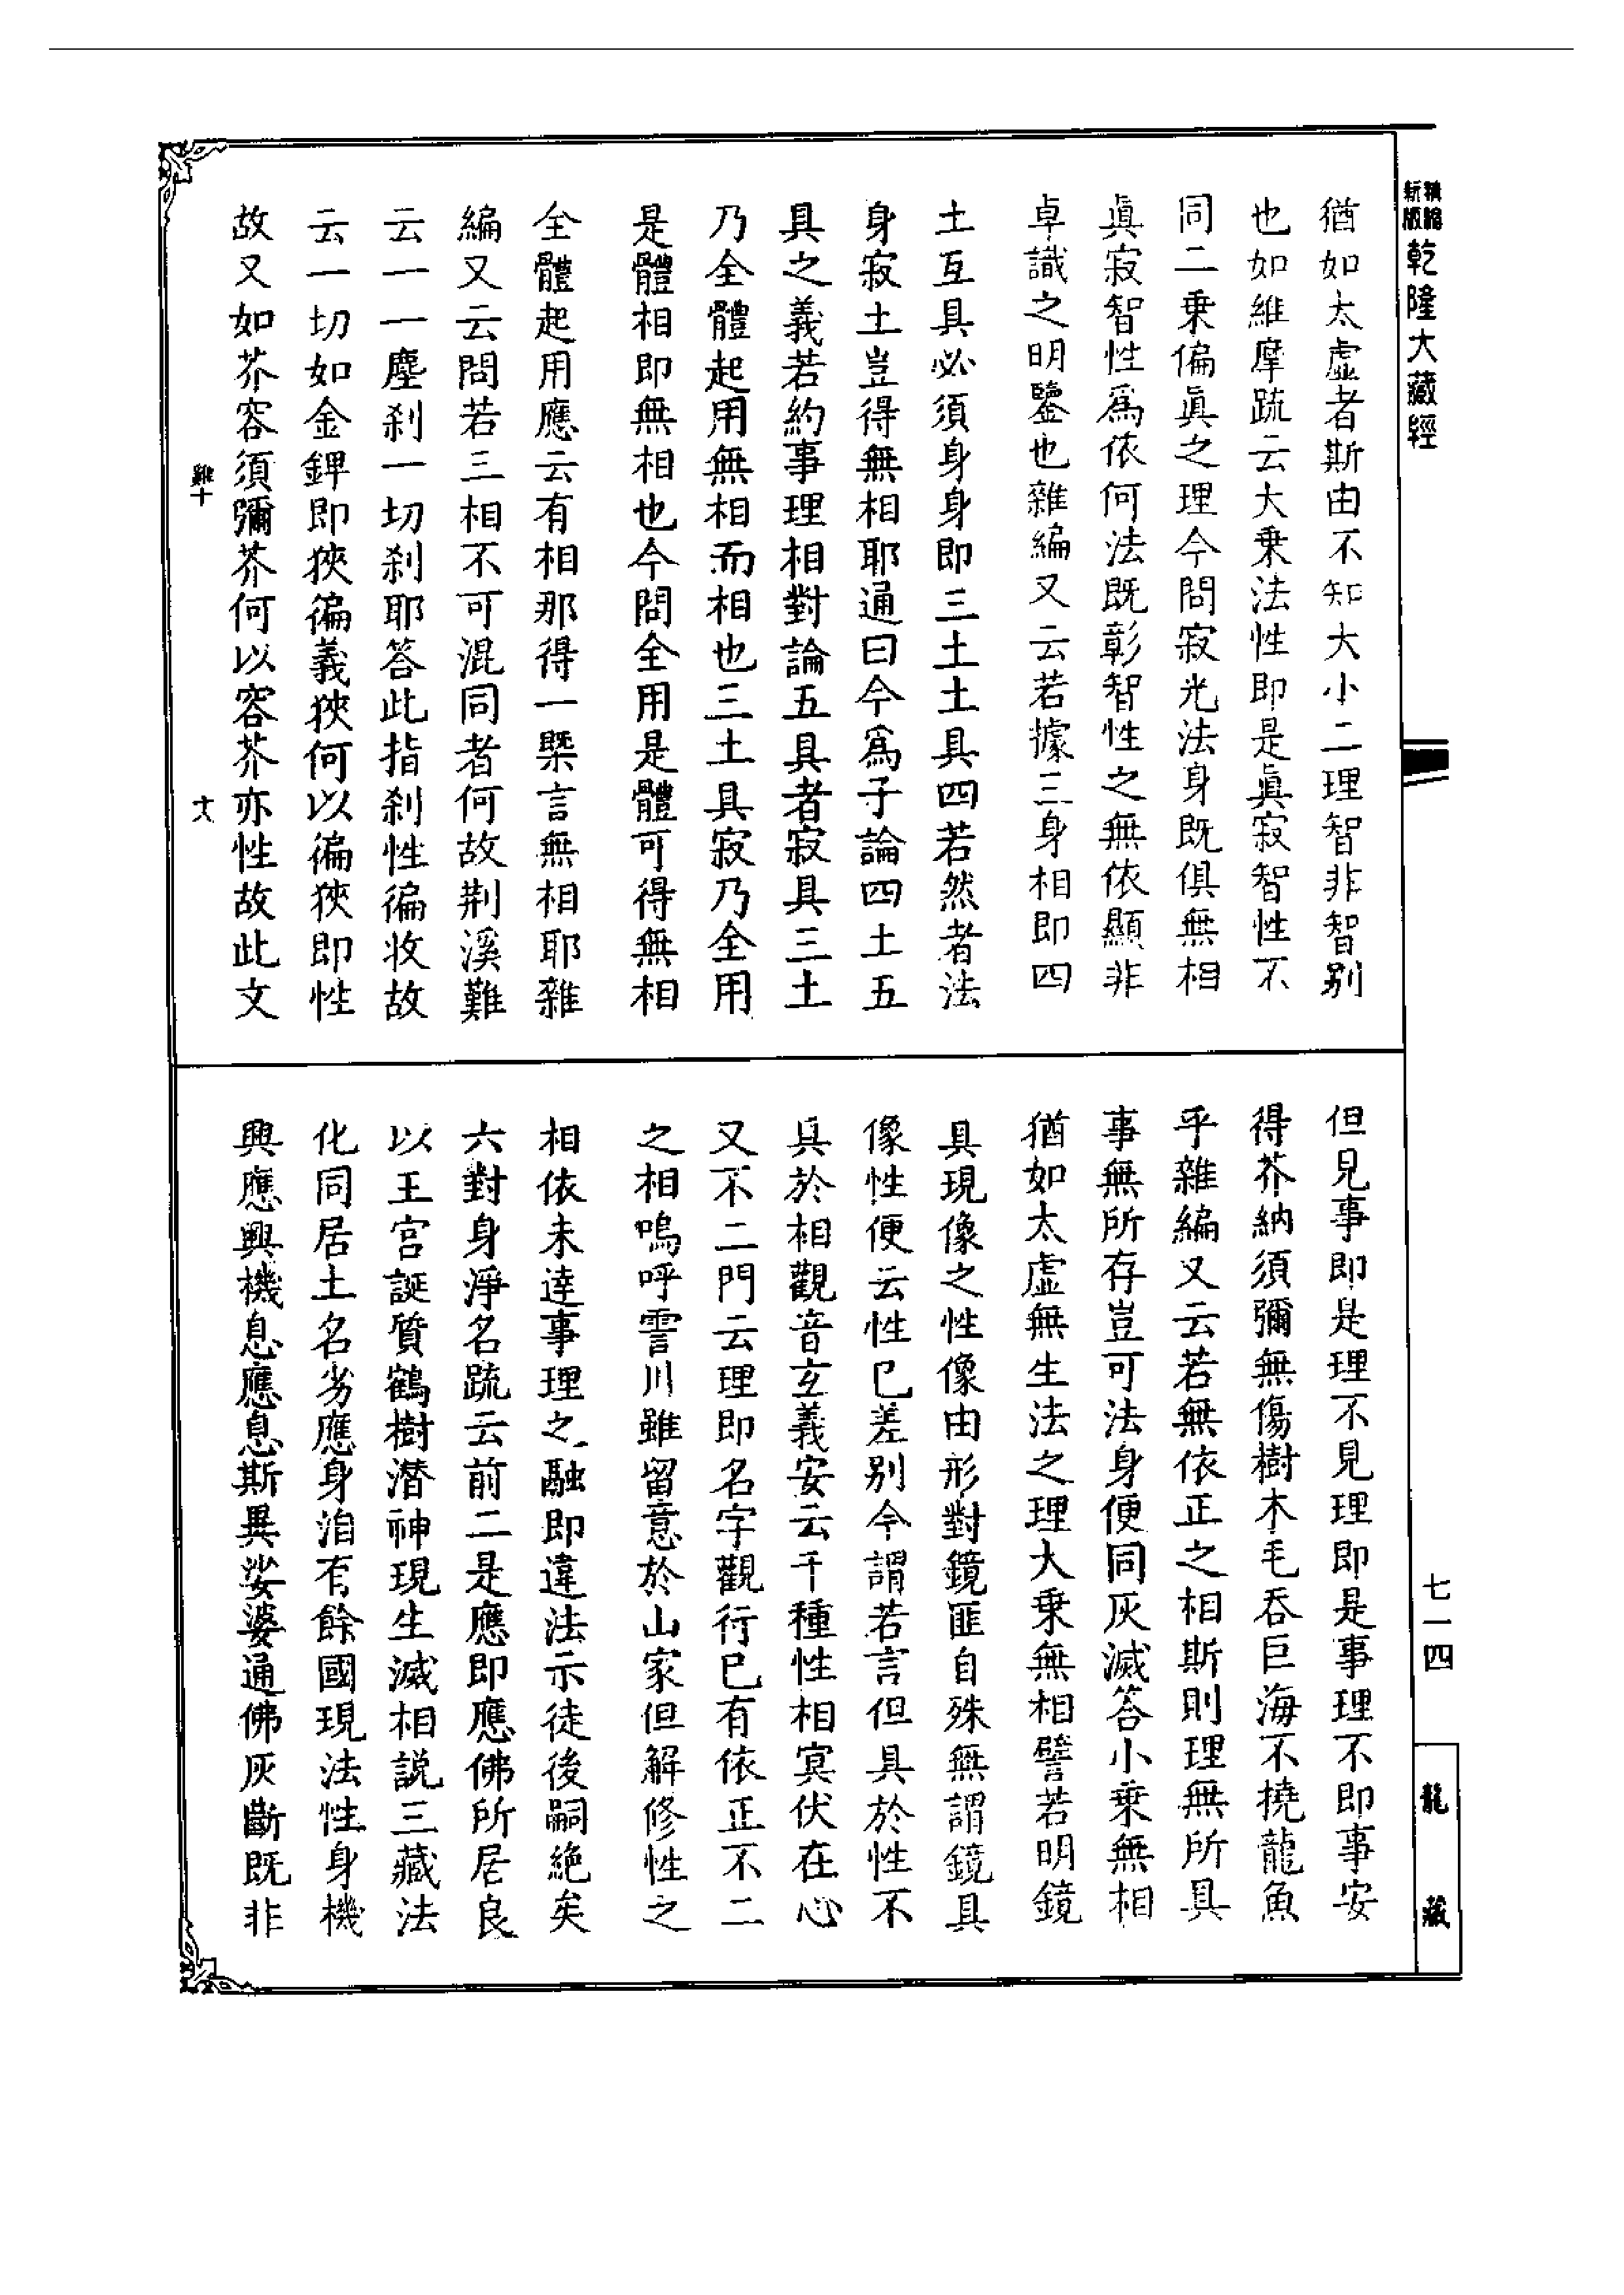 精緻
新版
乾隆大藏經
猶如太虛者斯由不知大小二理智非智別
也如維摩疏云大乗法性即是眞寂智性不
同二乗偏眞之理今問寂光法身既俱無相
眞寂智性爲依何法既彰智性之無依顯非
卓識之明鑒也雜編又云若據三身相即四
土互具必須身身即三土土具四若然者法
身寂土豈得無相耶通曰今爲子論四土五
具之義若約事理相對論五具者寂具三土
乃全體起用無相而相也三土具寂乃全用
是體相即無相也今問全用是體可得無相
全體起用應云有相那得一槩言無相耶雜
編又云問若三相不可混同者何故荆溪難
云一一塵刹一切刹耶答此指刹性徧收故
云一切如金錍即狹徧義狹何以徧狹即性
故又如芥容須彌芥何以容芥亦性故此文
雞十
十八
但見事即是理不見理即是事理不即事安
得芥納須彌無傷樹木毛吞巨海不撓龍魚
乎雜編又云若無依正之相斯則理無所具
事無所存豈可法身便同灰滅答小乗無相
猶如太虛無生法之理大乗無相譬若明鏡
具現像之性像由形對鏡匪自殊無謂鏡具
像性便云性已差别今謂若言但具於性不
具於相觀音玄義安云千種性相冥伏在心
又不二門云理即名字觀行已有依正不二
之相嗚呼霅川雖留意於山家但解修性之
相依未達事理之融即違法示徒後嗣絶矣
六對身淨名疏云前二是應即應佛所居良
以王宫誕質鶴樹潜神現生滅相説三藏法
化同居土名劣應身洎有餘國現法性身機
興應興機息應息斯異娑婆通佛灰斷既非
七一四
龍藏